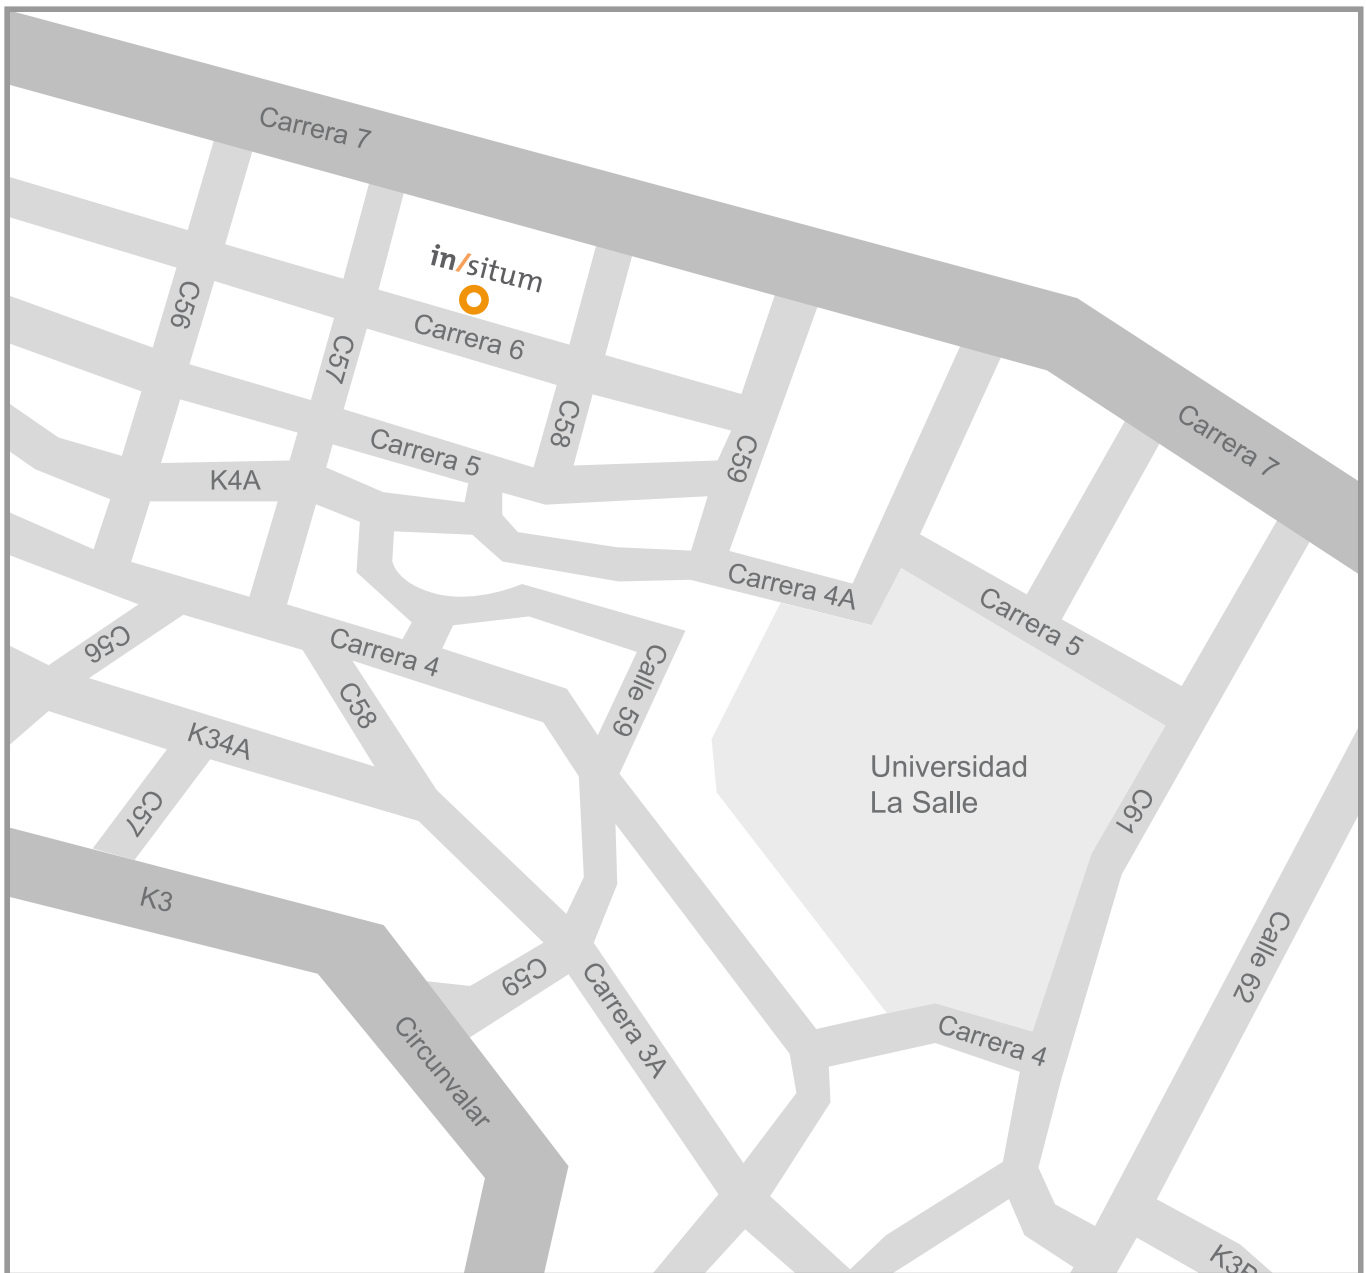 Carrera 7
in/situm
C56
Carrera 6
C57
C58
Carrera 7
Carrera 5
C59
K4A
Carrera 4A
Carrera 5
C56
Carrera 4
Calle 59
C58
K34A
Universidad
La Salle
C57
C61
K3
Calle 62
C59
Carrera 3A
Circunvalar
Carrera 4